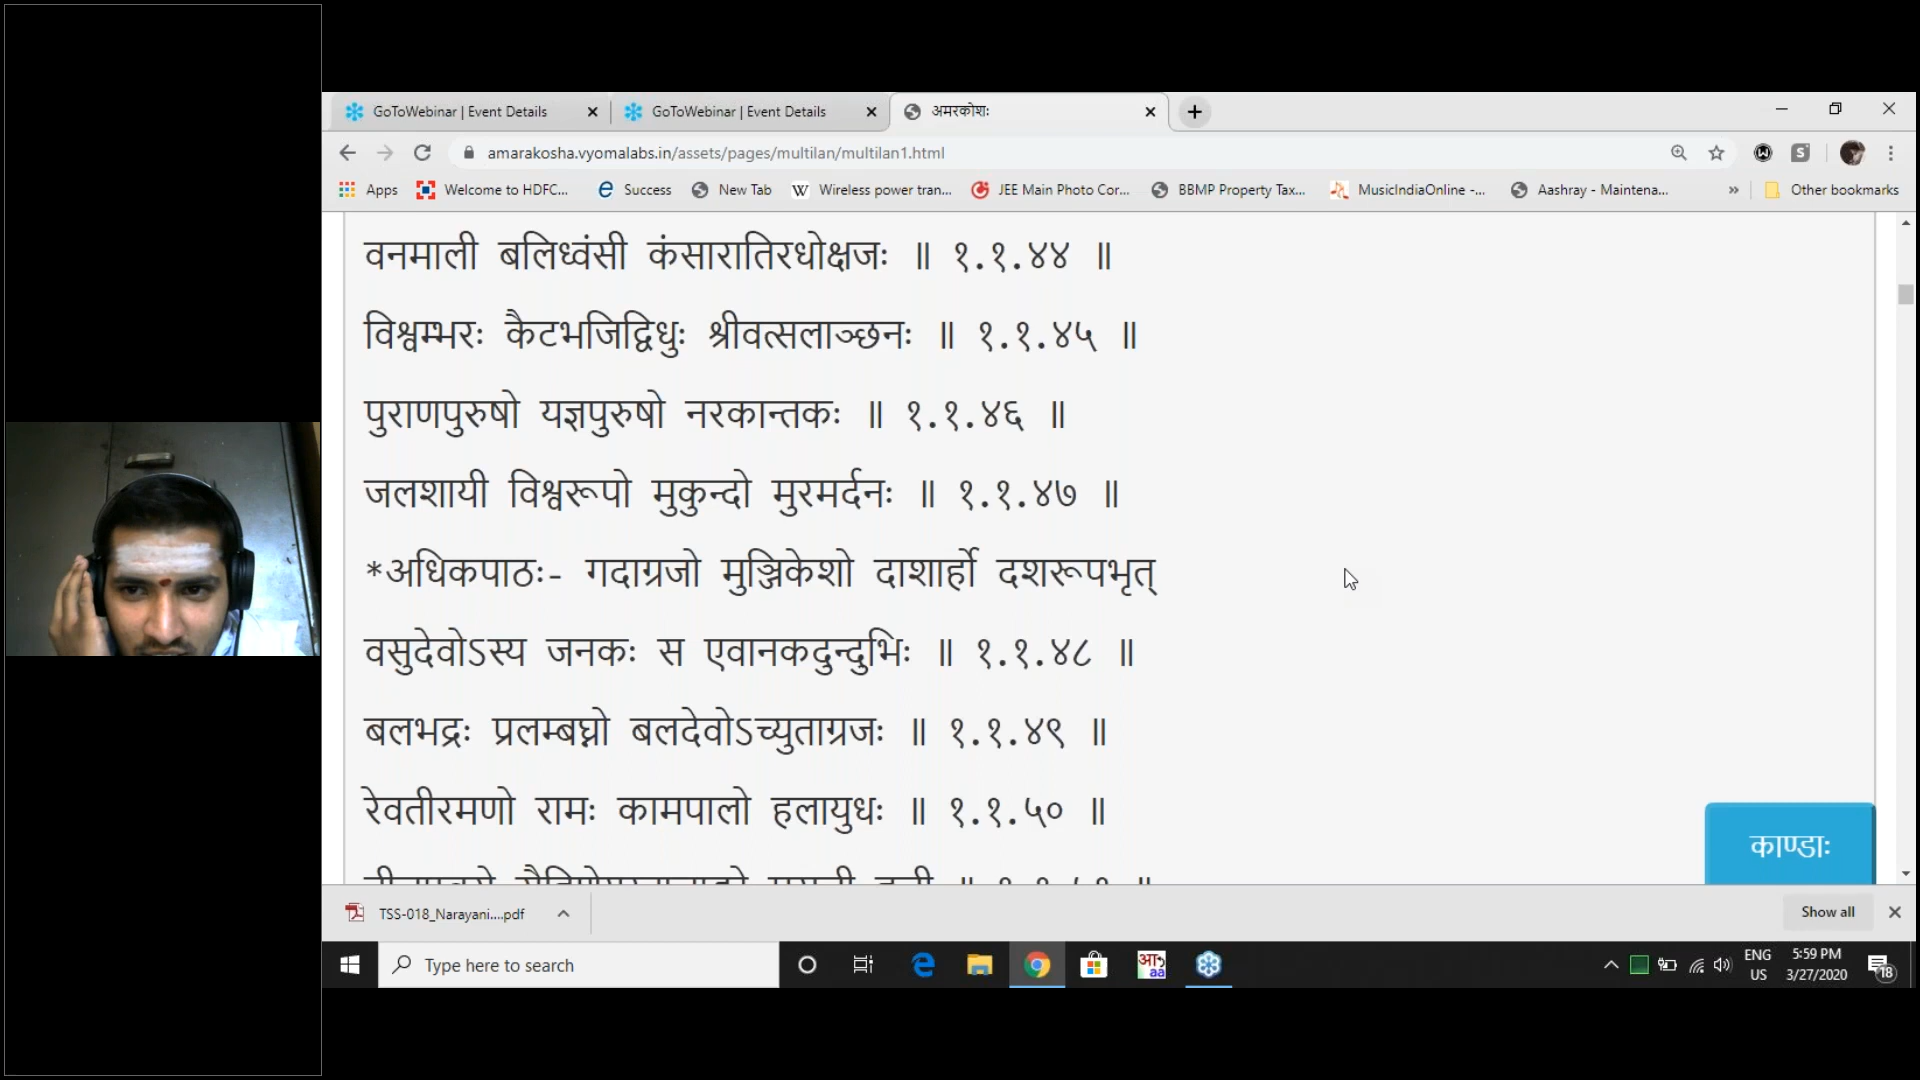 GoToWebinar | Event Details
GoToWebinar | Event Details
अमरकोशः
amarakosha.vyomalabs.in/assets/pages/multilan/multilan1.html
Apps
Welcome to HDFC...
Success
New Tab
Wireless power tran...
JEE Main Photo Cor...
BBMP Property Tax...
MusicIndiaOnline -...
Aashray - Maintena...
»
Other bookmarks
वनमाली बलिध्वंसी कंसारातिरधोक्षजः ॥ १.१.४४ ॥
विश्वम्भरः कैटभजिद्विधुः श्रीवत्सलाञ्छनः ॥ १.१.४५ ॥
पुराणपुरुषो यज्ञपुरुषो नरकान्तकः ॥ १.१.४६ ॥
जलशायी विश्वरूपो मुकुन्दो मुरमर्दनः ॥ १.१.४७ ॥
*अधिकपाठः- गदाग्रजो मुञ्जिकेशो दाशार्हो दशरूपभृत्
वसुदेवोऽस्य जनकः स एवानकदुन्दुभिः ॥ १.१.४८ ॥
बलभद्रः प्रलम्बघ्नो बलदेवोऽच्युताग्रजः ॥ १.१.४९ ॥
रेवतीरमणो रामः कामपालो हलायुधः ॥ १.१.५० ॥
काण्डाः
TSS-018_Narayani....pdf
Show all
Type here to search
ENG
US
5:59 PM
3/27/2020
18